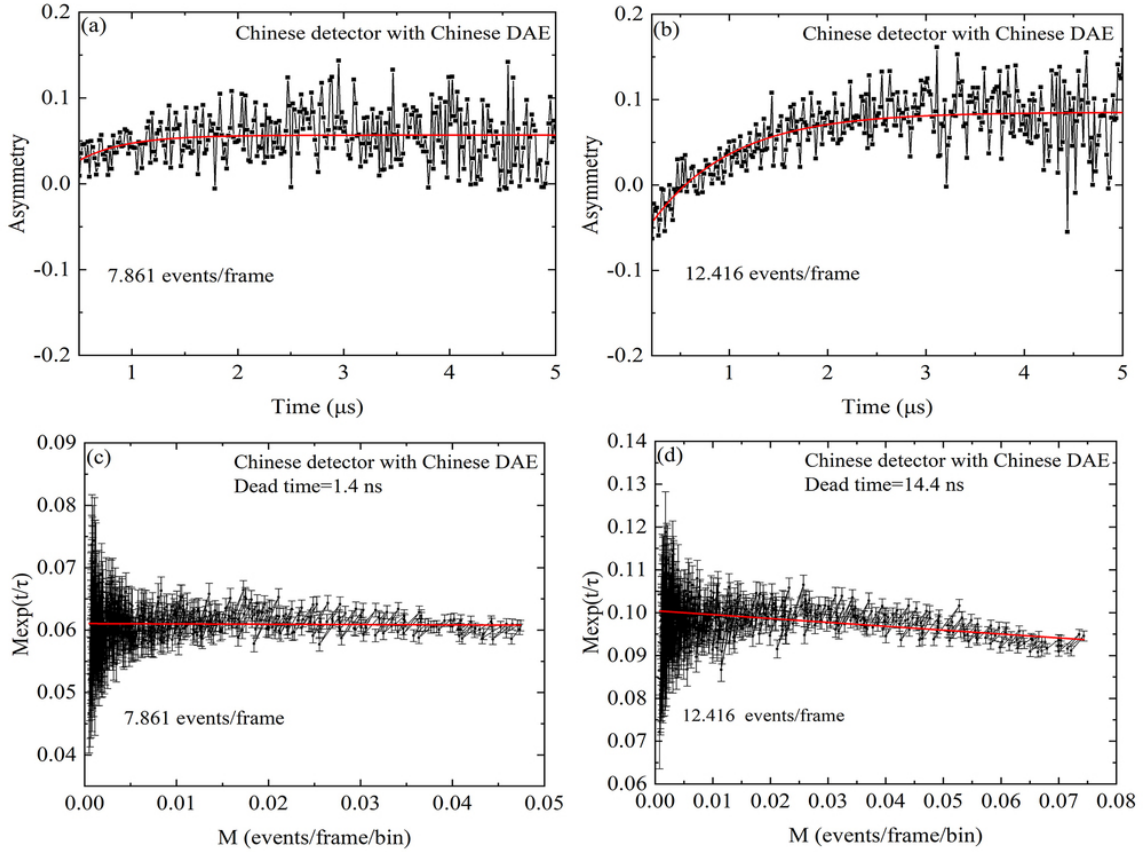 (a)
Chinese detector with Chinese DAE
0.2
0.1
0.0
-0.1
-0.2
Asymmetry
7.861 events/frame
1 2 3 4 5
Time (μs)
(b)
Chinese detector with Chinese DAE
0.2
0.1
0.0
-0.1
-0.2
Asymmetry
12.416 events/frame
1 2 3 4 5
Time (μs)
(c)
Chinese detector with Chinese DAE
Dead time=1.4 ns
0.09
0.08
0.07
0.06
0.05
0.04
Mexp(t/τ)
7.861 events/frame
0.00 0.01 0.02 0.03 0.04 0.05
M (events/frame/bin)
(d)
Chinese detector with Chinese DAE
Dead time=14.4 ns
0.14
0.13
0.12
0.11
0.10
0.09
0.08
0.07
0.06
Mexp(t/τ)
12.416 events/frame
0.00 0.01 0.02 0.03 0.04 0.05 0.06 0.07 0.08
M (events/frame/bin)